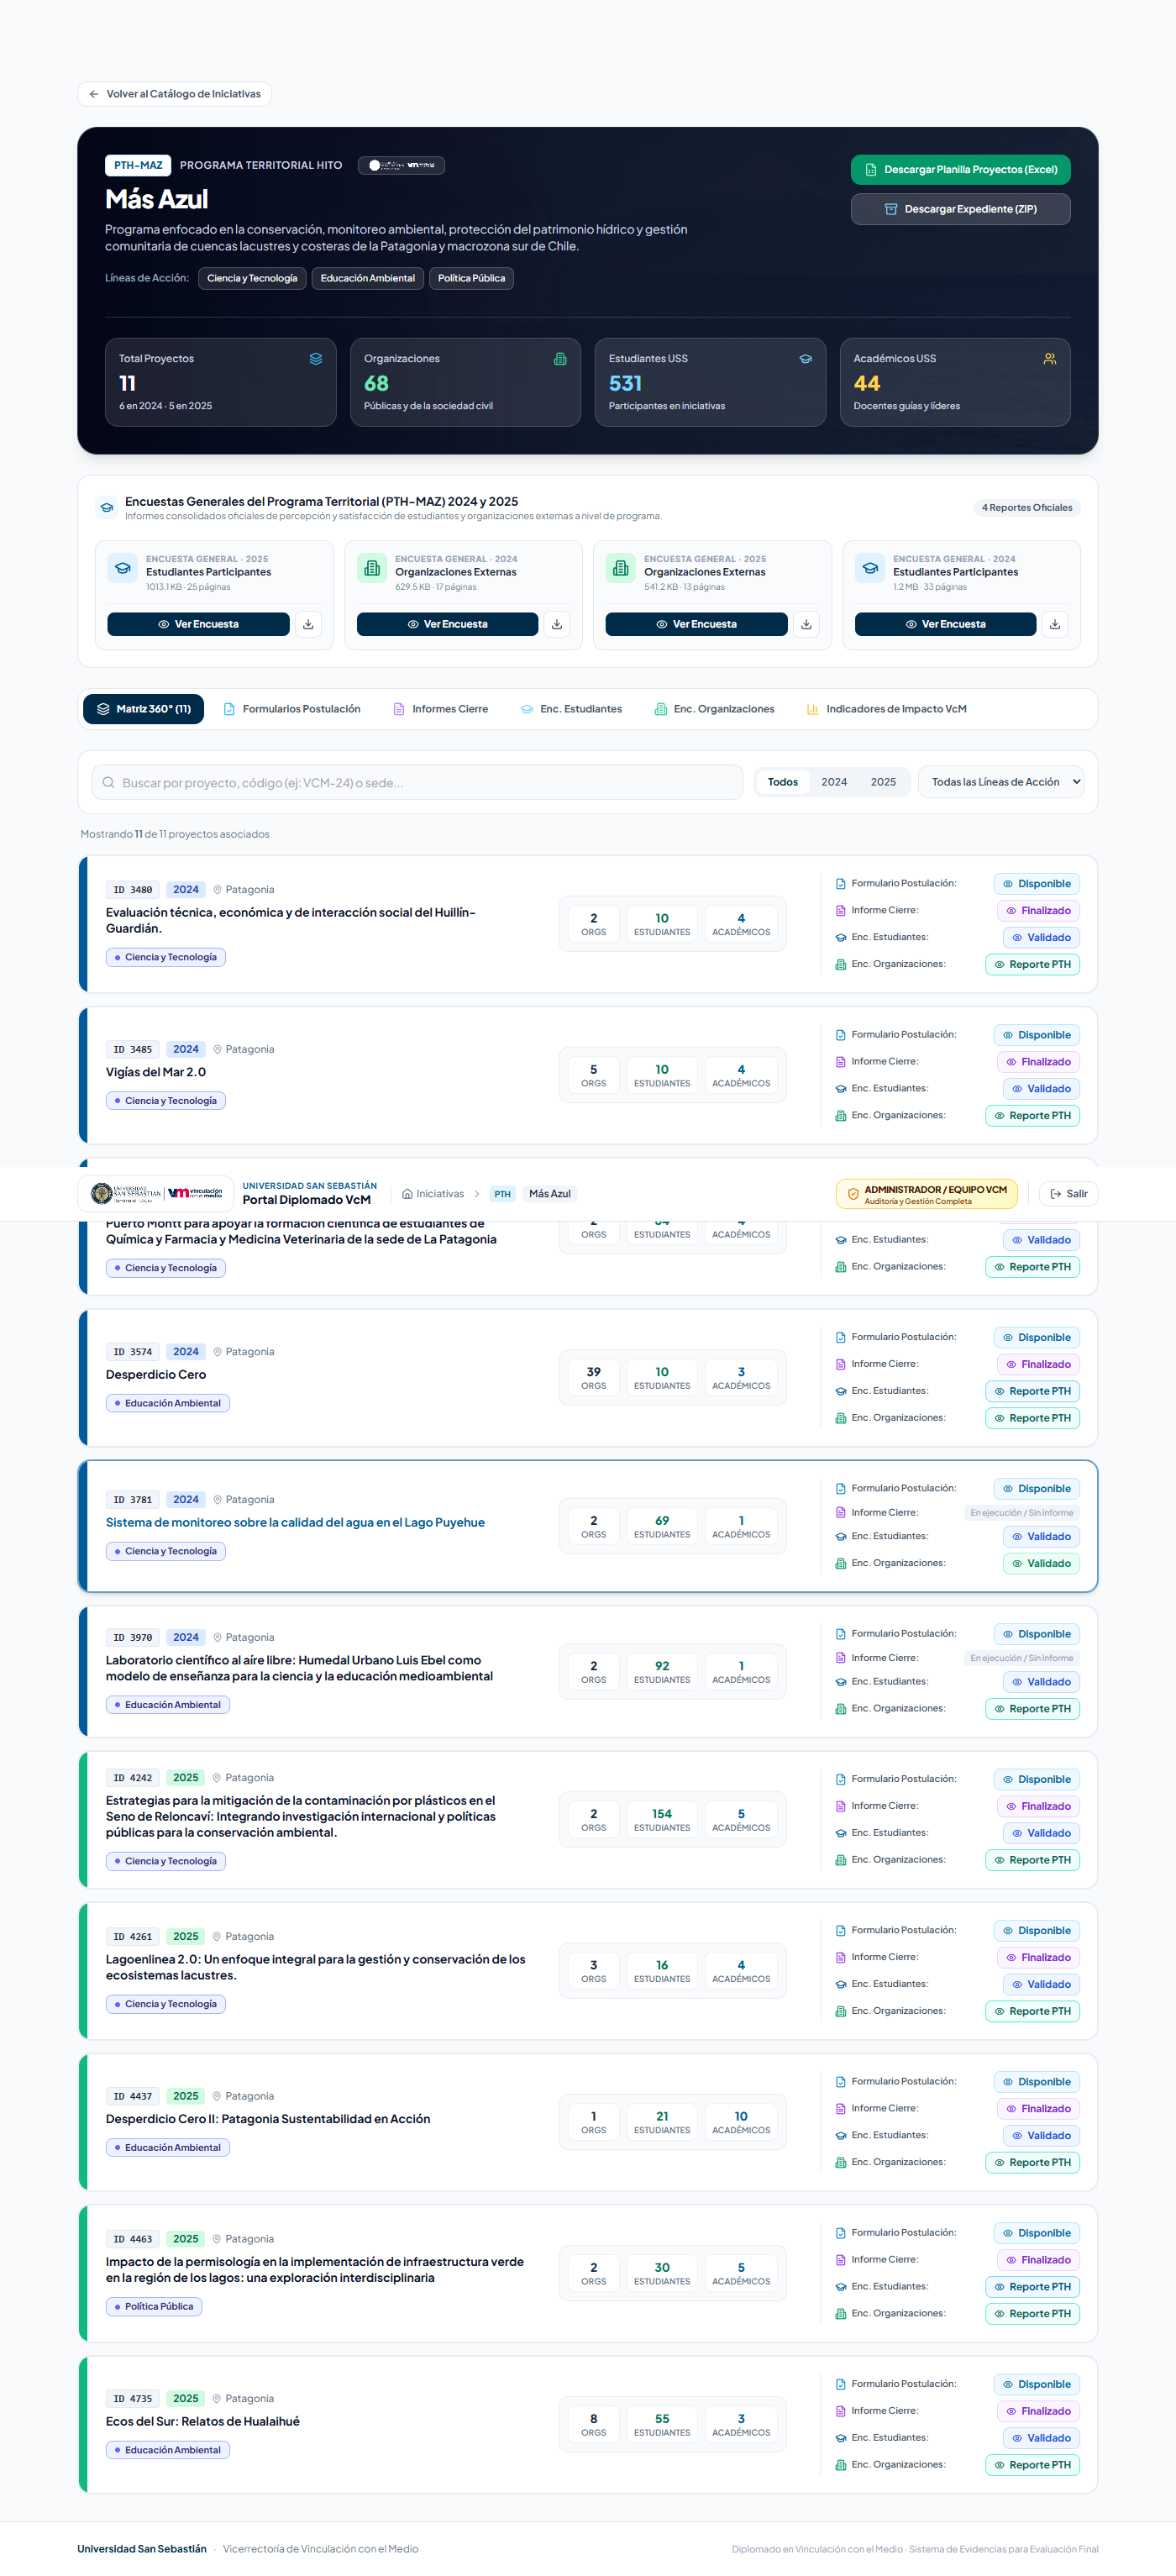 Volver al Catálogo de Iniciativas
PTH-MAZ PROGRAMA TERRITORIAL HITO
Más Azul
Programa enfocado en la conservación, monitoreo ambiental, protección del patrimonio hídrico y gestión
comunitaria de cuencas lacustres y costeras de la Patagonia y macrozona sur de Chile.
Líneas de Acción: Ciencia y Tecnología Educación Ambiental Política Pública
Descargar Planilla Proyectos (Excel)
Descargar Expediente (ZIP)
Total Proyectos
11
6 en 2024 · 5 en 2025
Organizaciones
68
Públicas y de la sociedad civil
Estudiantes USS
531
Participantes en iniciativas
Académicos USS
44
Docentes guías y líderes
Encuestas Generales del Programa Territorial (PTH-MAZ) 2024 y 2025
Informes consolidados oficiales de percepción y satisfacción de estudiantes y organizaciones externas a nivel de programa.
4 Reportes Oficiales
ENCUESTA GENERAL · 2025
Estudiantes Participantes
1013.1 KB · 25 páginas
Ver Encuesta
ENCUESTA GENERAL · 2024
Organizaciones Externas
629.5 KB · 17 páginas
Ver Encuesta
ENCUESTA GENERAL · 2025
Organizaciones Externas
541.2 KB · 13 páginas
Ver Encuesta
ENCUESTA GENERAL · 2024
Estudiantes Participantes
1.2 MB · 33 páginas
Ver Encuesta
Matriz 360° (11) Formularios Postulación Informes Cierre Enc. Estudiantes Enc. Organizaciones Indicadores de Impacto VcM
Buscar por proyecto, código (ej: VCM-24) o sede...
Todos 2024 2025 Todas las Líneas de Acción
Mostrando 11 de 11 proyectos asociados
ID 3480 2024 Patagonia
Evaluación técnica, económica y de interacción social del Huillín-
Guardián.
Ciencia y Tecnología
2 ORGS 10 ESTUDIANTES 4 ACADÉMICOS
Formulario Postulación: Disponible
Informe Cierre: Finalizado
Enc. Estudiantes: Validado
Enc. Organizaciones: Reporte PTH
ID 3485 2024 Patagonia
Vigías del Mar 2.0
Ciencia y Tecnología
5 ORGS 10 ESTUDIANTES 4 ACADÉMICOS
Formulario Postulación: Disponible
Informe Cierre: Finalizado
Enc. Estudiantes: Validado
Enc. Organizaciones: Reporte PTH
UNIVERSIDAD SAN SEBASTIAN vm vinculación con el medio
UNIVERSIDAD SAN SEBASTIÁN
Portal Diplomado VcM
Iniciativas PTH Más Azul
ADMINISTRADOR / EQUIPO VCM
Auditoría y Gestión Completa
Salir
Puerto Montt para apoyar la formación científica de estudiantes de
Química y Farmacia y Medicina Veterinaria de la sede de La Patagonia
Ciencia y Tecnología
ORGS ESTUDIANTES ACADÉMICOS
Enc. Estudiantes: Validado
Enc. Organizaciones: Reporte PTH
ID 3574 2024 Patagonia
Desperdicio Cero
Educación Ambiental
39 ORGS 10 ESTUDIANTES 3 ACADÉMICOS
Formulario Postulación: Disponible
Informe Cierre: Finalizado
Enc. Estudiantes: Reporte PTH
Enc. Organizaciones: Reporte PTH
ID 3781 2024 Patagonia
Sistema de monitoreo sobre la calidad del agua en el Lago Puyehue
Ciencia y Tecnología
2 ORGS 69 ESTUDIANTES 1 ACADÉMICOS
Formulario Postulación: Disponible
Informe Cierre: En ejecución / Sin informe
Enc. Estudiantes: Validado
Enc. Organizaciones: Validado
ID 3970 2024 Patagonia
Laboratorio científico al aíre libre: Humedal Urbano Luis Ebel como
modelo de enseñanza para la ciencia y la educación medioambiental
Educación Ambiental
2 ORGS 92 ESTUDIANTES 1 ACADÉMICOS
Formulario Postulación: Disponible
Informe Cierre: En ejecución / Sin informe
Enc. Estudiantes: Validado
Enc. Organizaciones: Reporte PTH
ID 4242 2025 Patagonia
Estrategias para la mitigación de la contaminación por plásticos en el
Seno de Reloncaví: Integrando investigación internacional y políticas
públicas para la conservación ambiental.
Ciencia y Tecnología
2 ORGS 154 ESTUDIANTES 5 ACADÉMICOS
Formulario Postulación: Disponible
Informe Cierre: Finalizado
Enc. Estudiantes: Validado
Enc. Organizaciones: Reporte PTH
ID 4261 2025 Patagonia
Lagoenlinea 2.0: Un enfoque integral para la gestión y conservación de los
ecosistemas lacustres.
Ciencia y Tecnología
3 ORGS 16 ESTUDIANTES 4 ACADÉMICOS
Formulario Postulación: Disponible
Informe Cierre: Finalizado
Enc. Estudiantes: Validado
Enc. Organizaciones: Reporte PTH
ID 4437 2025 Patagonia
Desperdicio Cero II: Patagonia Sustentabilidad en Acción
Educación Ambiental
1 ORGS 21 ESTUDIANTES 10 ACADÉMICOS
Formulario Postulación: Disponible
Informe Cierre: Finalizado
Enc. Estudiantes: Validado
Enc. Organizaciones: Reporte PTH
ID 4463 2025 Patagonia
Impacto de la permisología en la implementación de infraestructura verde
en la región de los lagos: una exploración interdisciplinaria
Política Pública
2 ORGS 30 ESTUDIANTES 5 ACADÉMICOS
Formulario Postulación: Disponible
Informe Cierre: Finalizado
Enc. Estudiantes: Reporte PTH
Enc. Organizaciones: Reporte PTH
ID 4735 2025 Patagonia
Ecos del Sur: Relatos de Hualaihué
Educación Ambiental
8 ORGS 55 ESTUDIANTES 3 ACADÉMICOS
Formulario Postulación: Disponible
Informe Cierre: Finalizado
Enc. Estudiantes: Validado
Enc. Organizaciones: Reporte PTH
Universidad San Sebastián · Vicerrectoría de Vinculación con el Medio
Diplomado en Vinculación con el Medio · Sistema de Evidencias para Evaluación Final